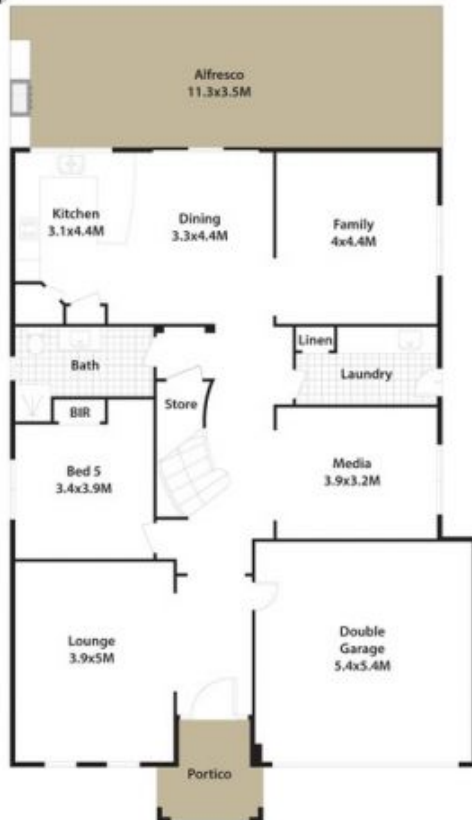 Alfresco
11.3x3.5M
Kitchen
3.1x4.4M
Dining
3.3x4.4M
Family
4x4.4M
Linen
Bath
Laundry
BIR
Store
Bed 5
3.4x3.9M
Media
3.9x3.2M
Lounge
3.9x5M
Double
Garage
5.4x5.4M
Portico